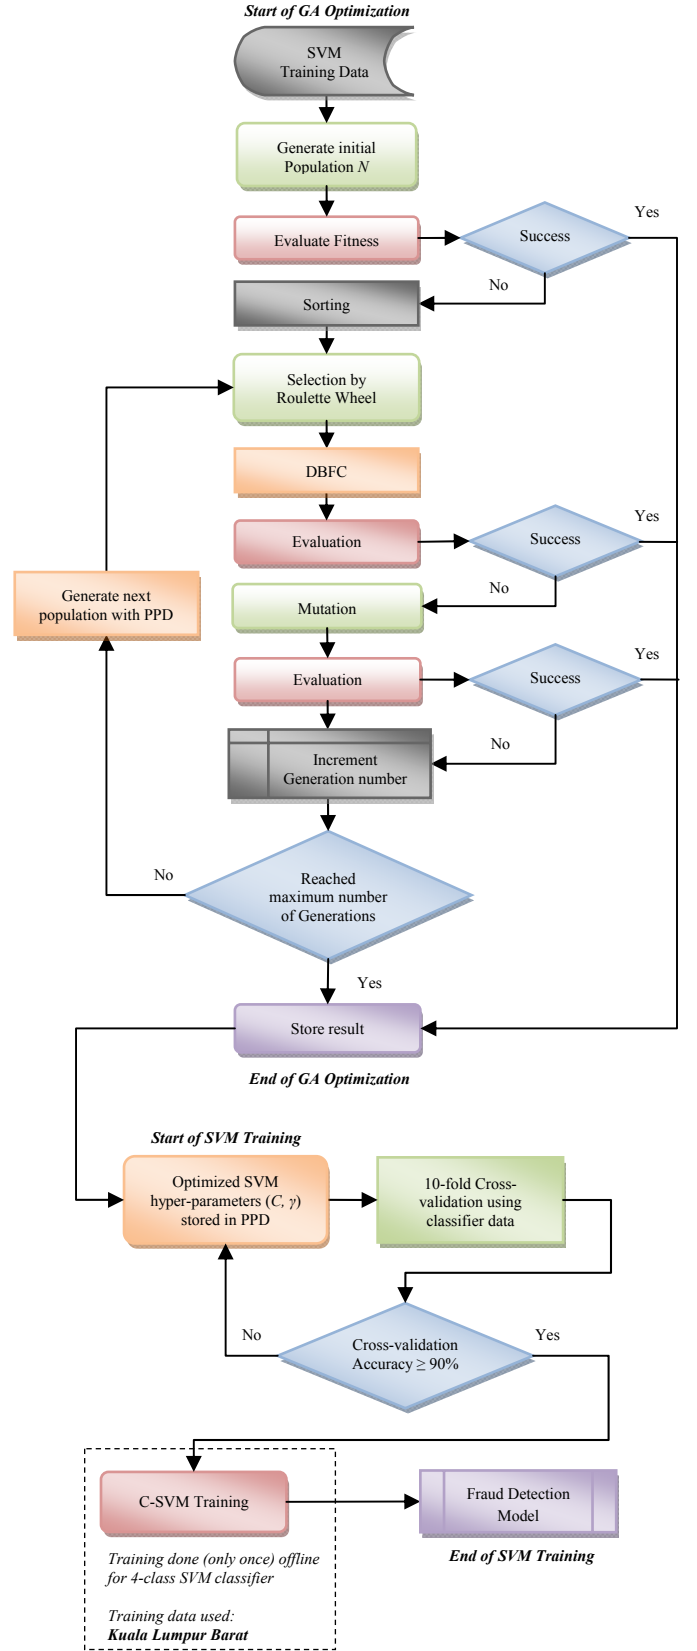 Start of GA Optimization
SVM
Training Data
Generate initial
Population N
Evaluate Fitness
Success
Yes
No
Sorting
Selection by
Roulette Wheel
DBFC
Evaluation
Success
Yes
No
Generate next
population with PPD
Mutation
Evaluation
Success
Yes
No
Increment
Generation number
No
Reached
maximum number
of Generations
Yes
Store result
End of GA Optimization
Start of SVM Training
Optimized SVM
hyper-parameters (C, γ)
stored in PPD
10-fold Cross-
validation using
classifier data
No
Cross-validation
Accuracy ≥ 90%
Yes
C-SVM Training
Fraud Detection
Model
Training done (only once) offline
for 4-class SVM classifier
End of SVM Training
Training data used:
Kuala Lumpur Barat